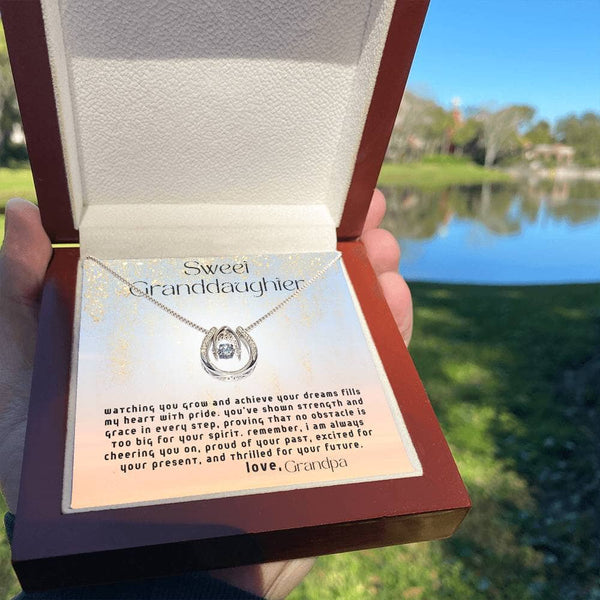 Sweet
Granddaughter
watching you grow and achieve your dreams fills
my heart with pride. you've shown strength and
grace in every step, proving that no obstacle is
too big for your spirit. remember, i am always
cheering you on, proud of your past, excited for
your present, and thrilled for your future.
love, Grandpa